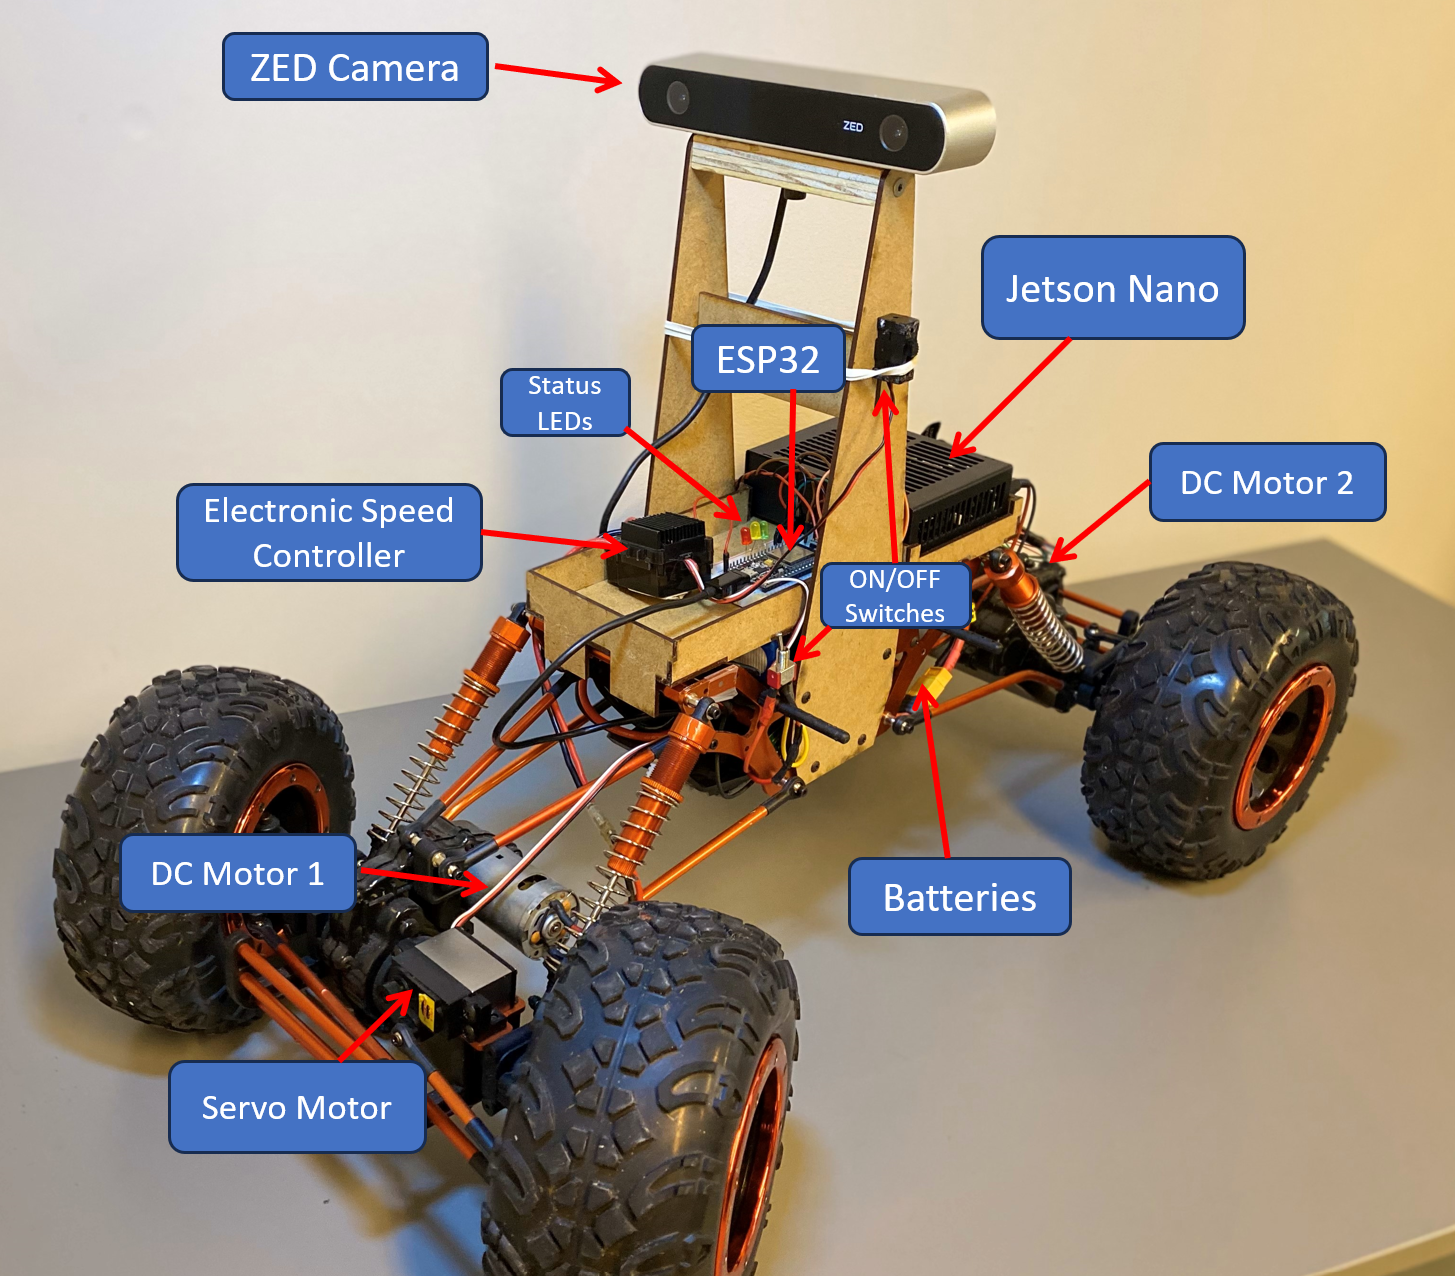 ZED Camera
ZED
Jetson Nano
ESP32
Status
LEDs
DC Motor 2
Electronic Speed
Controller
ON/OFF
Switches
DC Motor 1
Batteries
Servo Motor